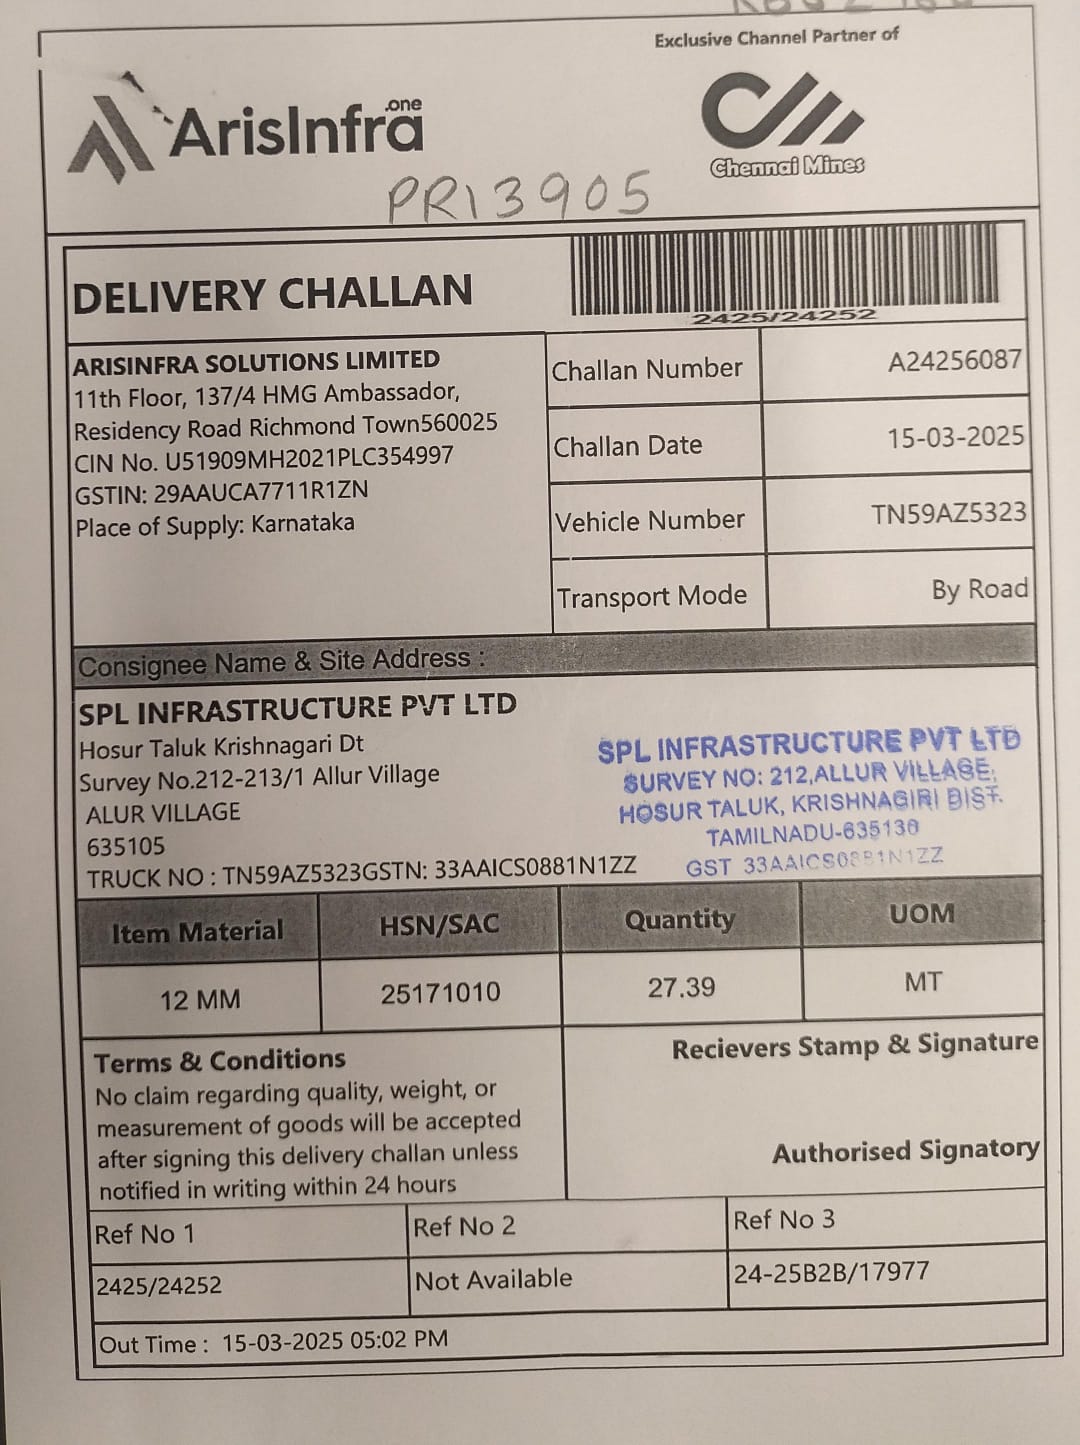 Exclusive Channel Partner of
ArisInfra.one
Chennai Mines
PR13905
DELIVERY CHALLAN
2425/24252
ARISINFRA SOLUTIONS LIMITED
11th Floor, 137/4 HMG Ambassador,
Residency Road Richmond Town560025
CIN No. U51909MH2021PLC354997
GSTIN: 29AAUCA7711R1ZN
Place of Supply: Karnataka
Challan Number A24256087
Challan Date 15-03-2025
Vehicle Number TN59AZ5323
Transport Mode By Road
Consignee Name & Site Address :
SPL INFRASTRUCTURE PVT LTD
Hosur Taluk Krishnagari Dt
Survey No.212-213/1 Allur Village
ALUR VILLAGE
635105
TRUCK NO : TN59AZ5323GSTN: 33AAICS0881N1ZZ
SPL INFRASTRUCTURE PVT LTD
SURVEY NO: 212,ALLUR VILLAGE,
HOSUR TALUK, KRISHNAGIRI DIST.
TAMILNADU-635130
GST 33AAICS0881N1ZZ
Item Material HSN/SAC Quantity UOM
12 MM 25171010 27.39 MT
Terms & Conditions
No claim regarding quality, weight, or
measurement of goods will be accepted
after signing this delivery challan unless
notified in writing within 24 hours
Recievers Stamp & Signature
Authorised Signatory
Ref No 1 Ref No 2 Ref No 3
2425/24252 Not Available 24-25B2B/17977
Out Time : 15-03-2025 05:02 PM